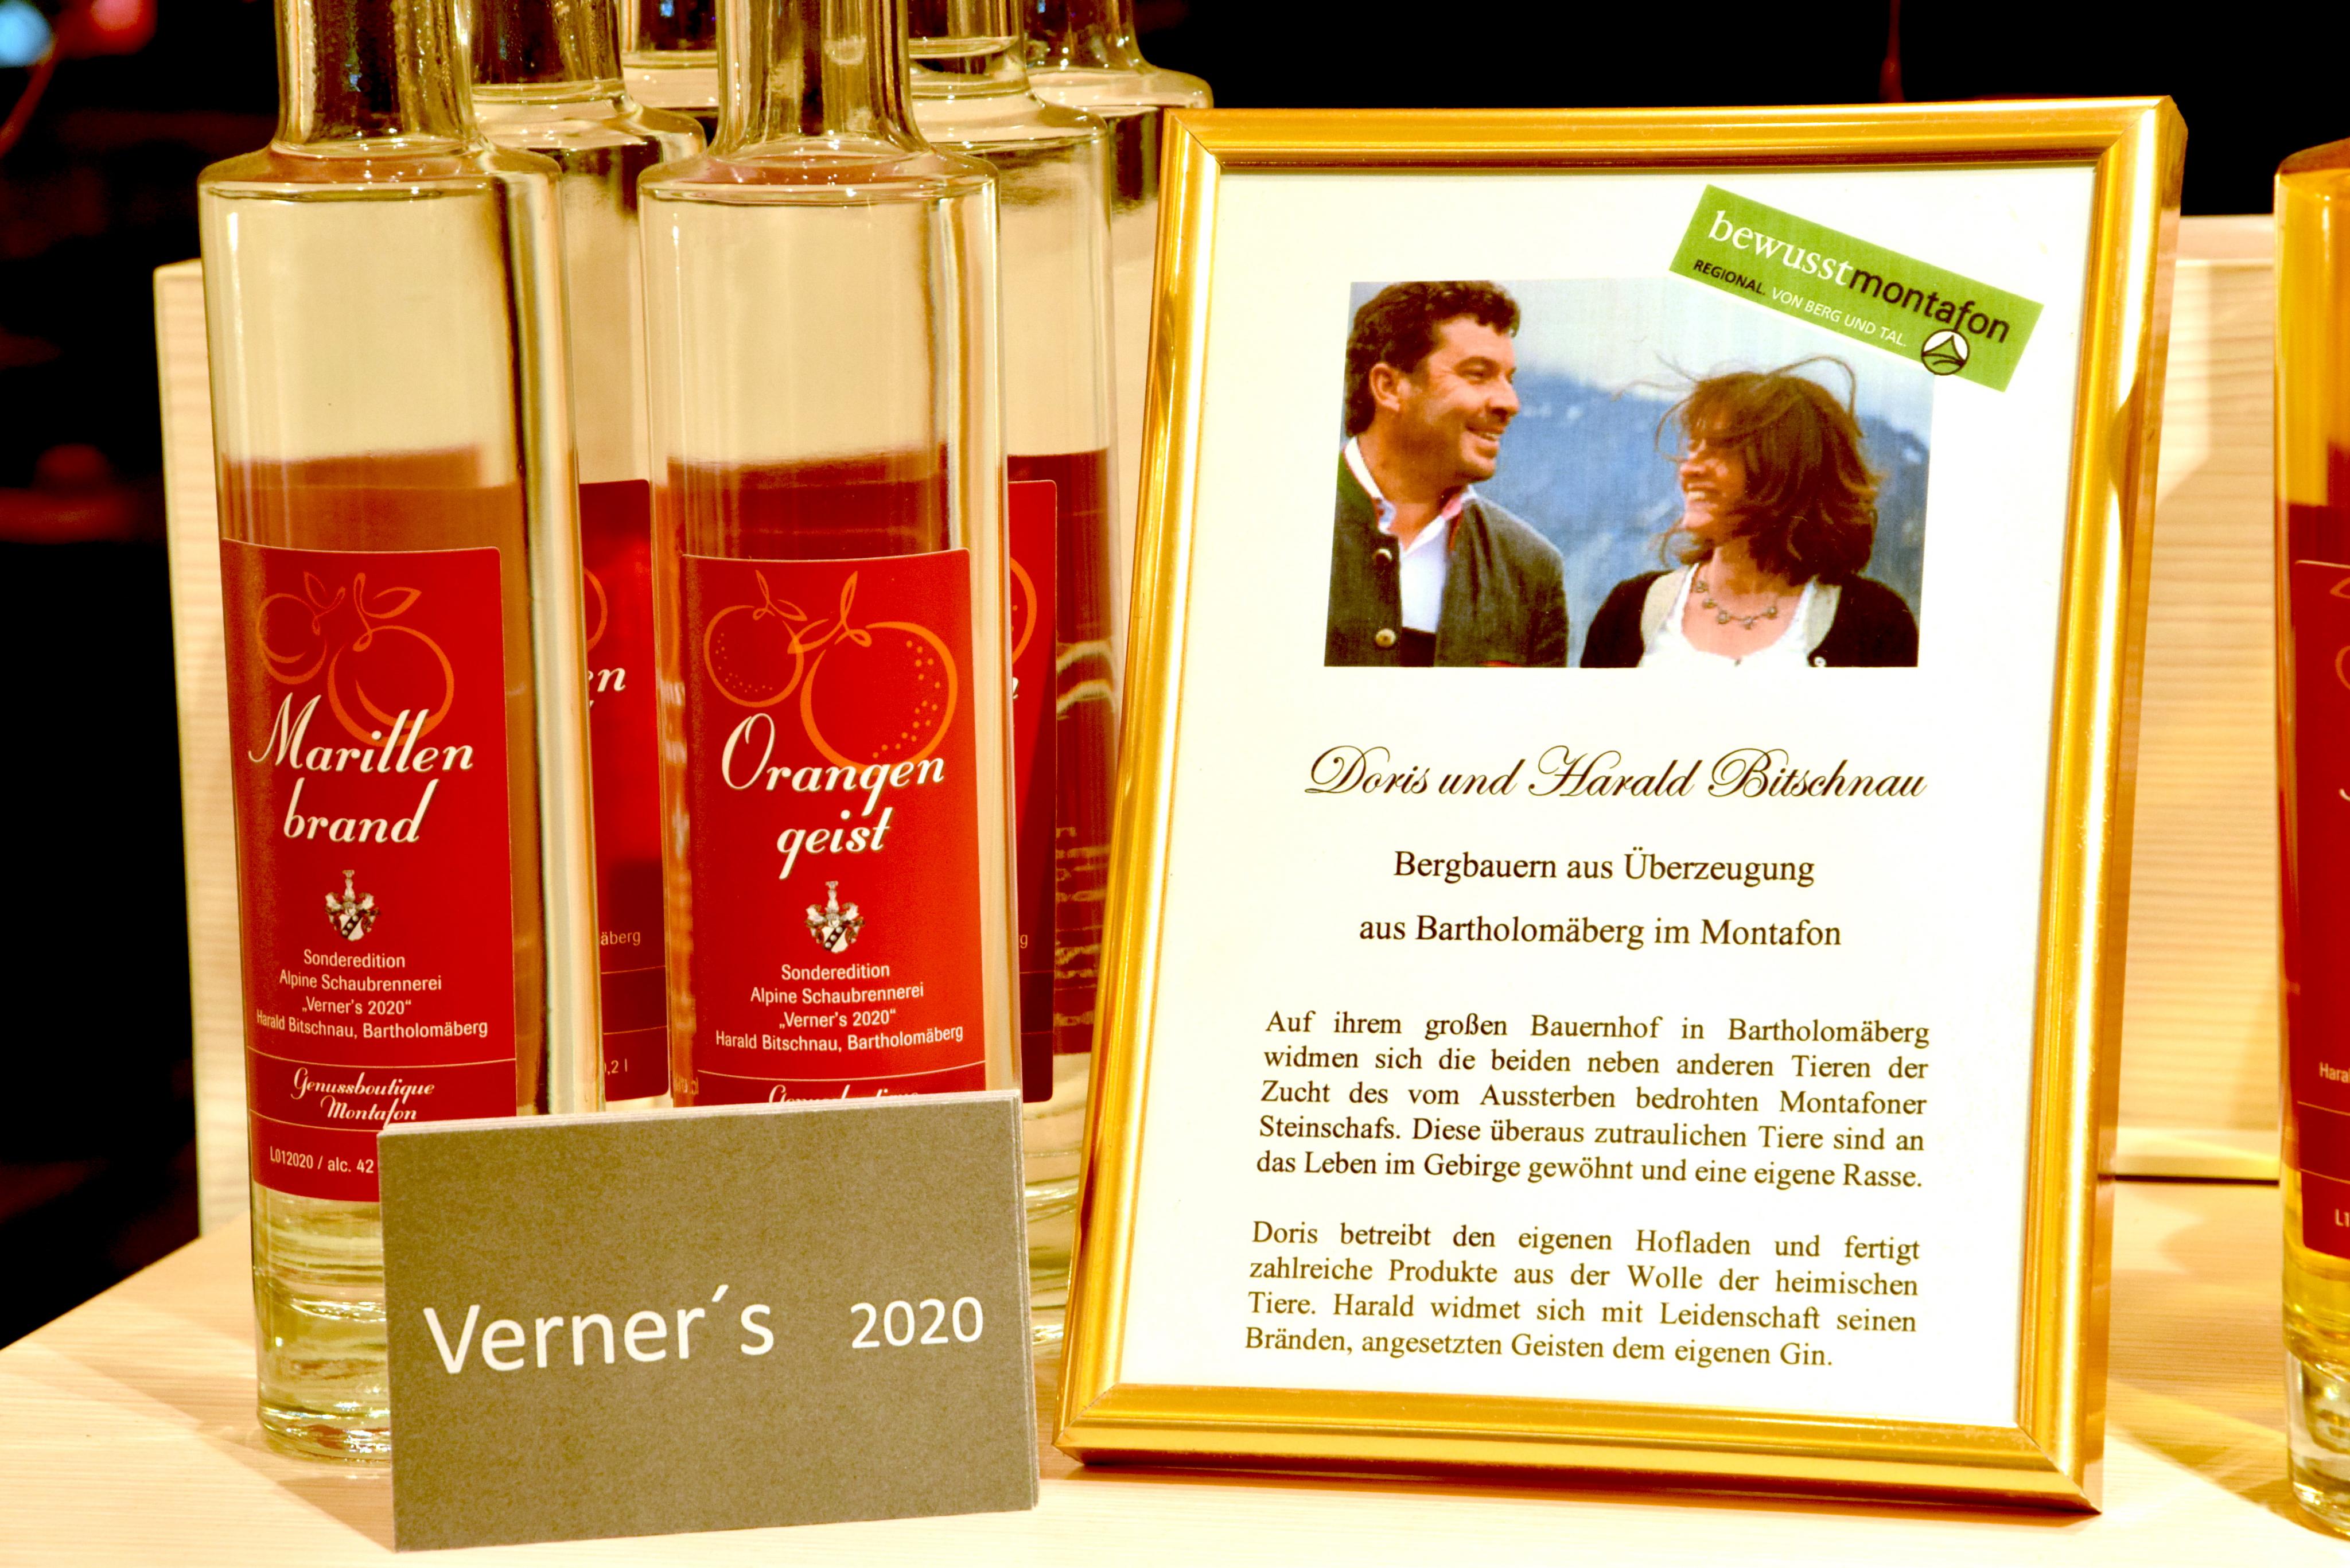 Marillen
brand
Sonderedition
Alpine Schaubrennerei
„Verner's 2020“
Harald Bitschnau, Bartholomäberg
Genussboutique
Montafon
L012020 / alc. 42
Orangen
geist
Sonderedition
Alpine Schaubrennerei
„Verner's 2020“
Harald Bitschnau, Bartholomäberg
Genussboutique
Verner´s 2020
bewusstmontafon
REGIONAL. VON BERG UND TAL.
Doris und Harald Bitschnau
Bergbauern aus Überzeugung
aus Bartholomäberg im Montafon
Auf ihrem großen Bauernhof in Bartholomäberg
widmen sich die beiden neben anderen Tieren der
Zucht des vom Aussterben bedrohten Montafoner
Steinschafs. Diese überaus zutraulichen Tiere sind an
das Leben im Gebirge gewöhnt und eine eigene Rasse.
Doris betreibt den eigenen Hofladen und fertigt
zahlreiche Produkte aus der Wolle der heimischen
Tiere. Harald widmet sich mit Leidenschaft seinen
Bränden, angesetzten Geisten dem eigenen Gin.